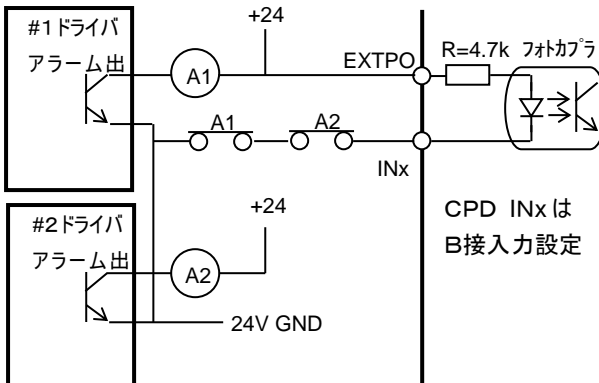 #1ドライバ
アラーム出
+24
A1
EXTPO
R=4.7k
フォトカプラ
A1
A2
INx
#2ドライバ
アラーム出
+24
A2
24V GND
CPD INxは
B接入力設定